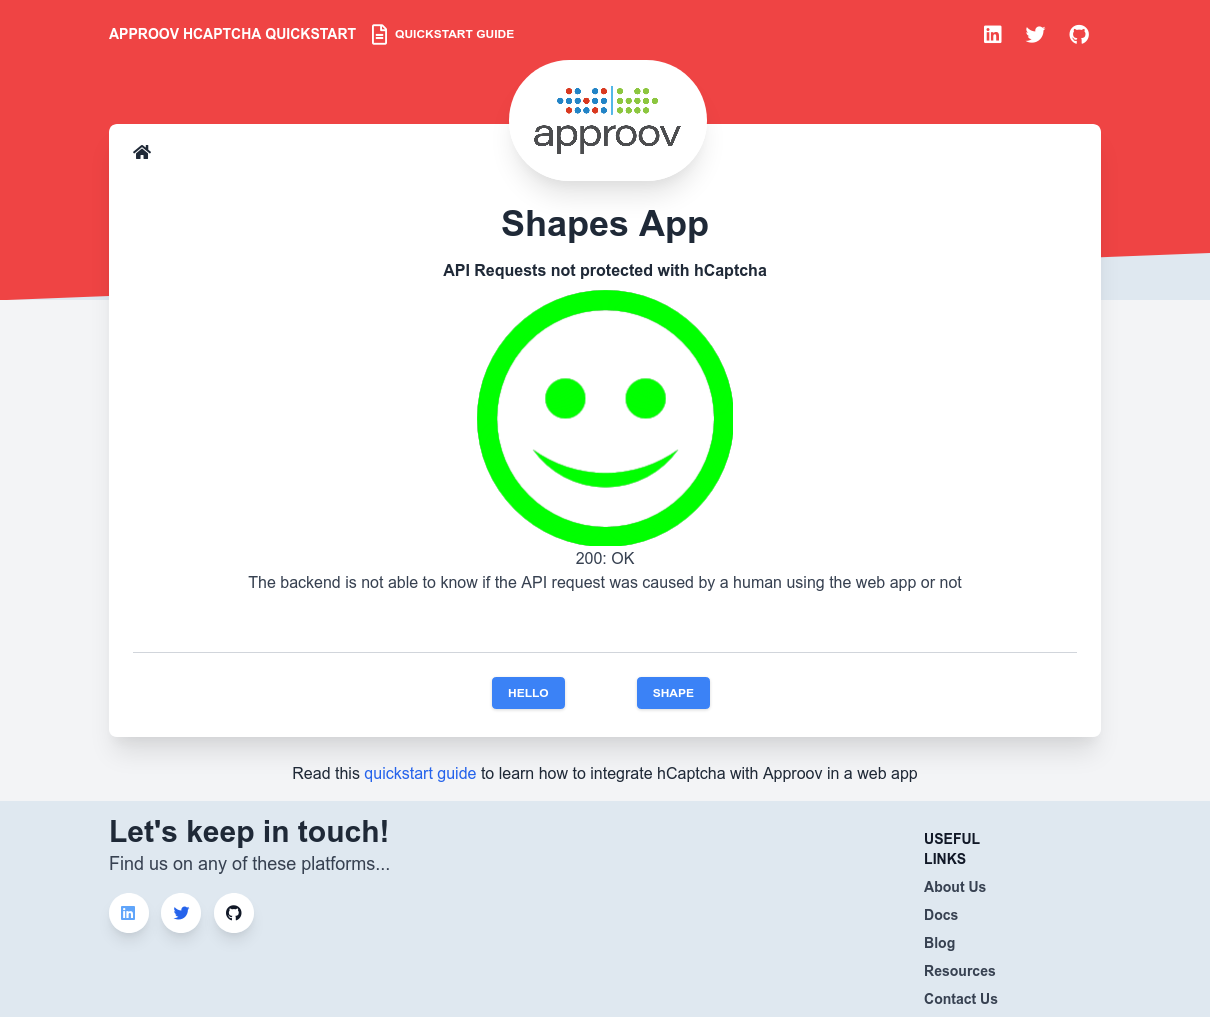 APPROOV HCAPTCHA QUICKSTART QUICKSTART GUIDE
approov
Shapes App
API Requests not protected with hCaptcha
200: OK
The backend is not able to know if the API request was caused by a human using the web app or not
HELLO SHAPE
Read this quickstart guide to learn how to integrate hCaptcha with Approov in a web app
Let's keep in touch!
Find us on any of these platforms...
USEFUL
LINKS
About Us
Docs
Blog
Resources
Contact Us